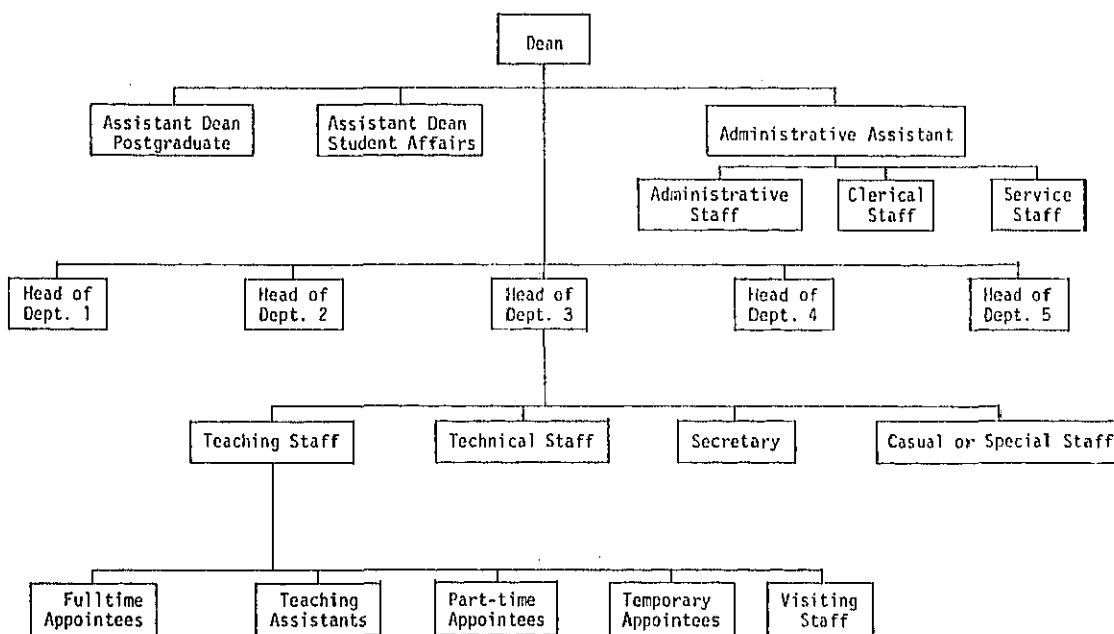 Dean
Assistant Dean
Postgraduate
Assistant Dean
Student Affairs
Administrative Assistant
Administrative
Staff
Clerical
Staff
Service
Staff
Head of
Dept. 1
Head of
Dept. 2
Head of
Dept. 3
Head of
Dept. 4
Head of
Dept. 5
Teaching Staff
Technical Staff
Secretary
Casual or Special Staff
Fulltime
Appointees
Teaching
Assistants
Part-time
Appointees
Temporary
Appointees
Visiting
Staff